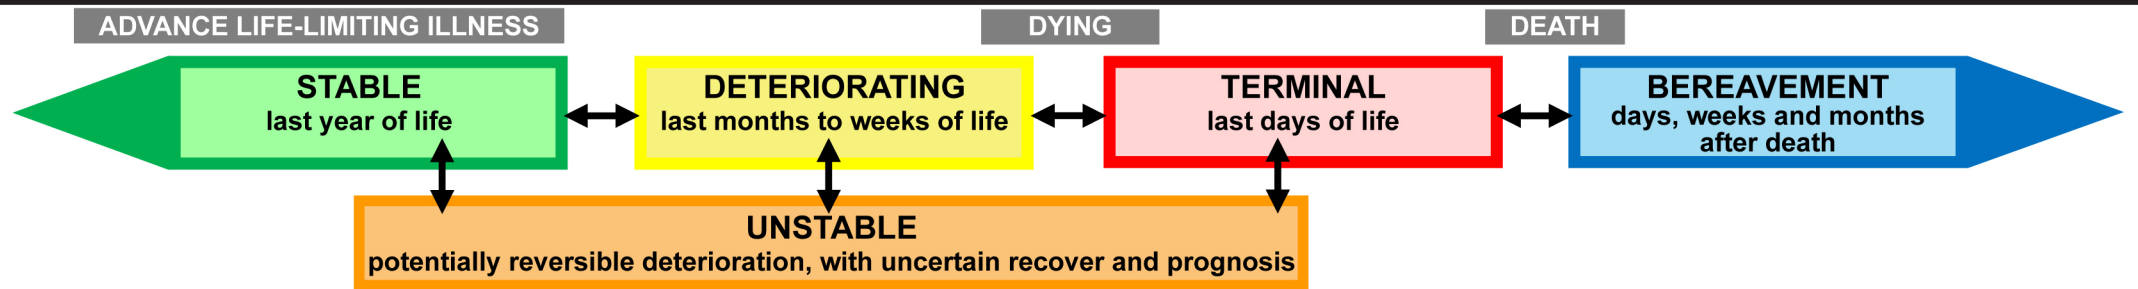 ADVANCE LIFE-LIMITING ILLNESS
DYING
DEATH
STABLE
last year of life
DETERIORATING
last months to weeks of life
TERMINAL
last days of life
BEREAVEMENT
days, weeks and months
after death
UNSTABLE
potentially reversible deterioration, with uncertain recover and prognosis